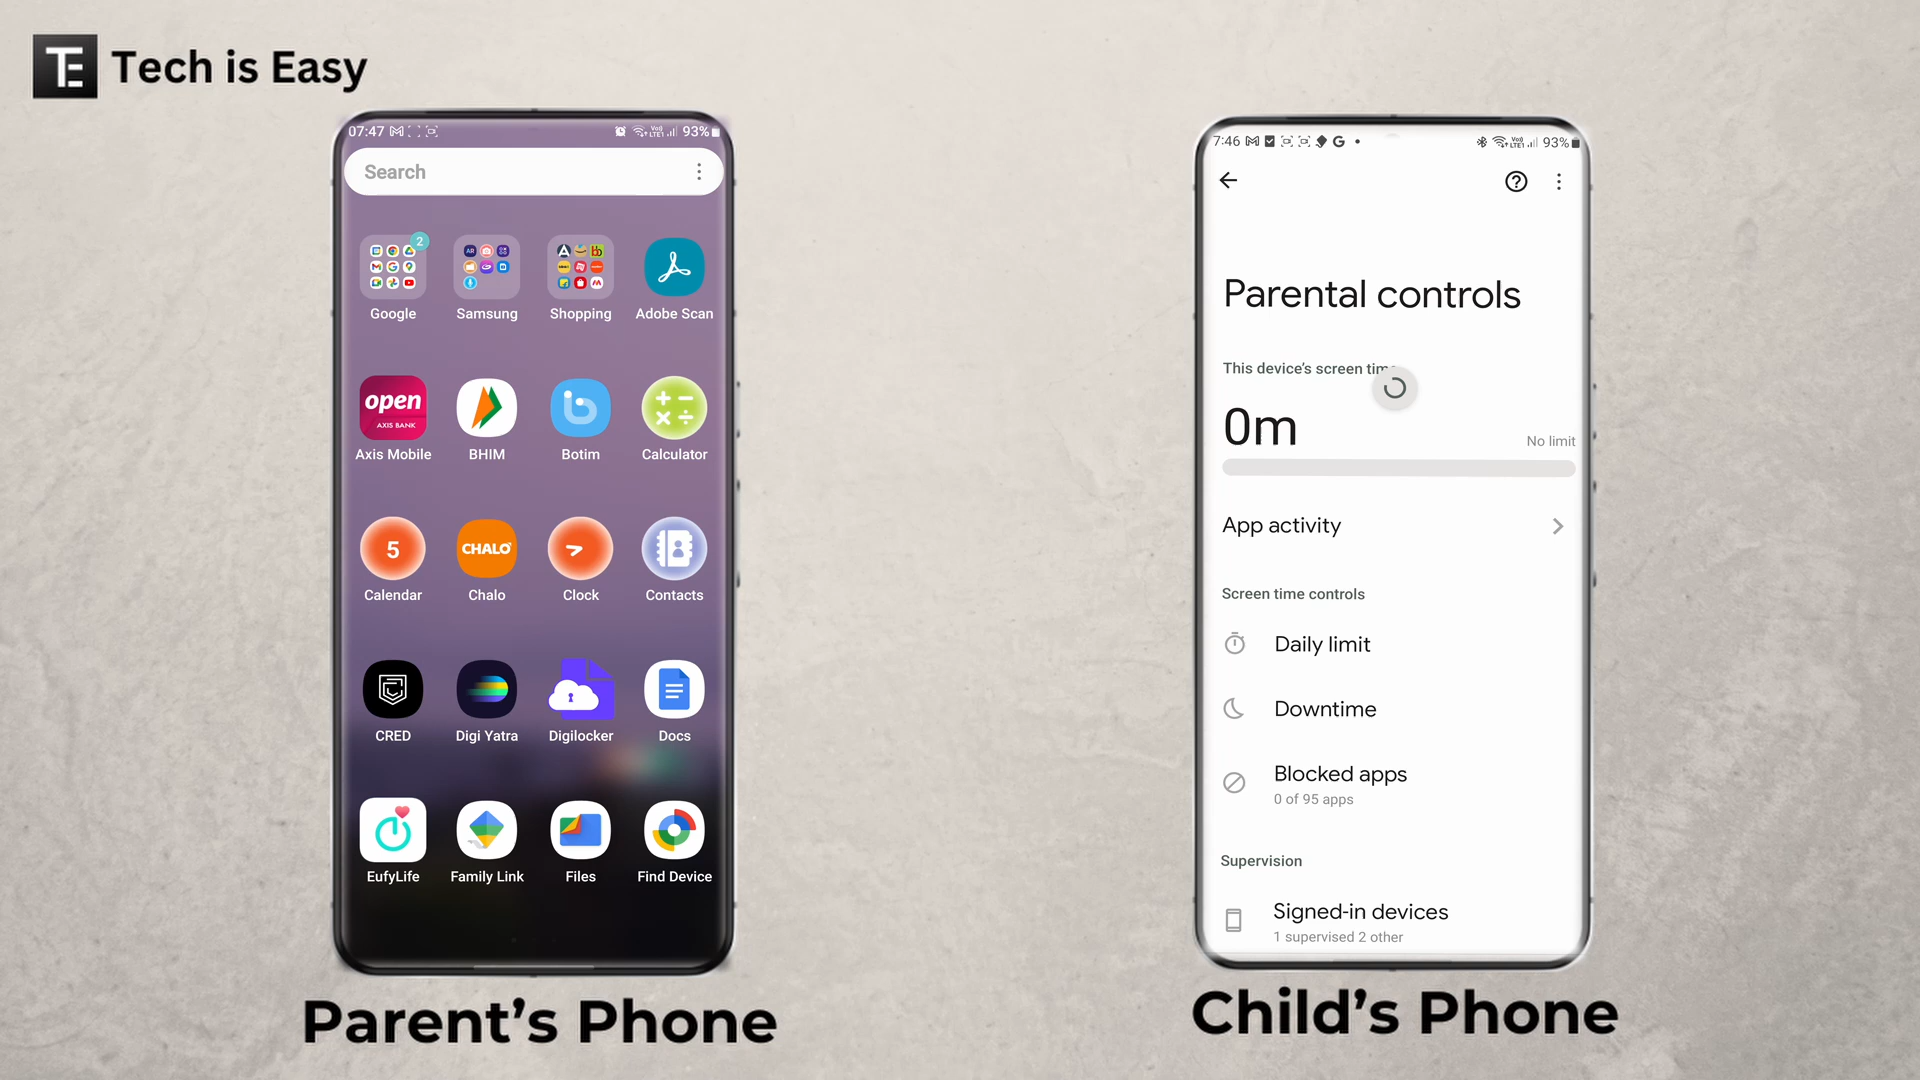 TE Tech is Easy
07:47 93%
Search
2
Google Samsung Shopping Adobe Scan
open
AXIS BANK
Axis Mobile BHIM Botim Calculator
5 CHALO
Calendar Chalo Clock Contacts
CRED Digi Yatra Digilocker Docs
EufyLife Family Link Files Find Device
Parent's Phone
7:46 93%
Parental controls
This device's screen time
0m
No limit
App activity
Screen time controls
Daily limit
Downtime
Blocked apps
0 of 95 apps
Supervision
Signed-in devices
1 supervised 2 other
Child's Phone